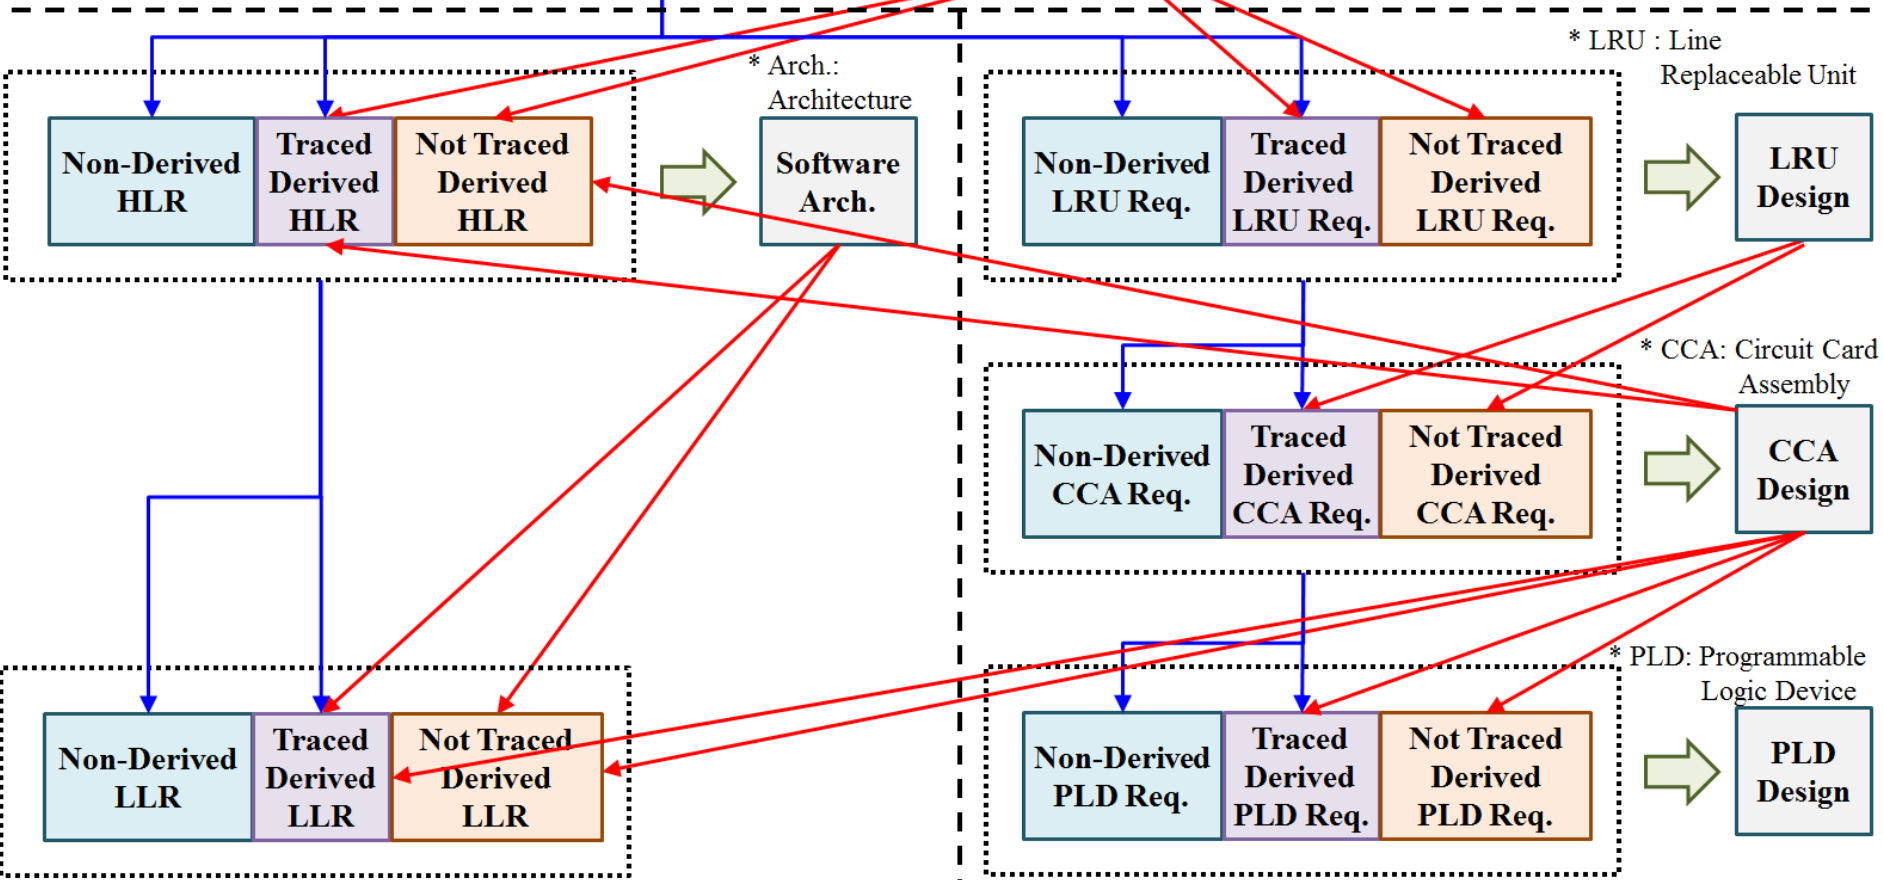 * LRU : Line
Replaceable Unit
* Arch.:
Architecture
Non-Derived
HLR
Traced
Derived
HLR
Not Traced
Derived
HLR
Software
Arch.
Non-Derived
LRU Req.
Traced
Derived
LRU Req.
Not Traced
Derived
LRU Req.
LRU
Design
* CCA: Circuit Card
Assembly
Non-Derived
CCA Req.
Traced
Derived
CCA Req.
Not Traced
Derived
CCA Req.
CCA
Design
* PLD: Programmable
Logic Device
Non-Derived
LLR
Traced
Derived
LLR
Not Traced
Derived
LLR
Non-Derived
PLD Req.
Traced
Derived
PLD Req.
Not Traced
Derived
PLD Req.
PLD
Design